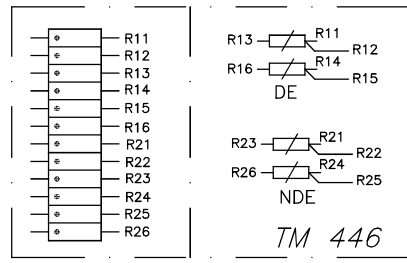 R11
R12
R13
R14
R15
R16
R21
R22
R23
R24
R25
R26
R13 R11
R12
R16 R14
R15
DE
R23 R21
R22
R26 R24
R25
NDE
TM 446